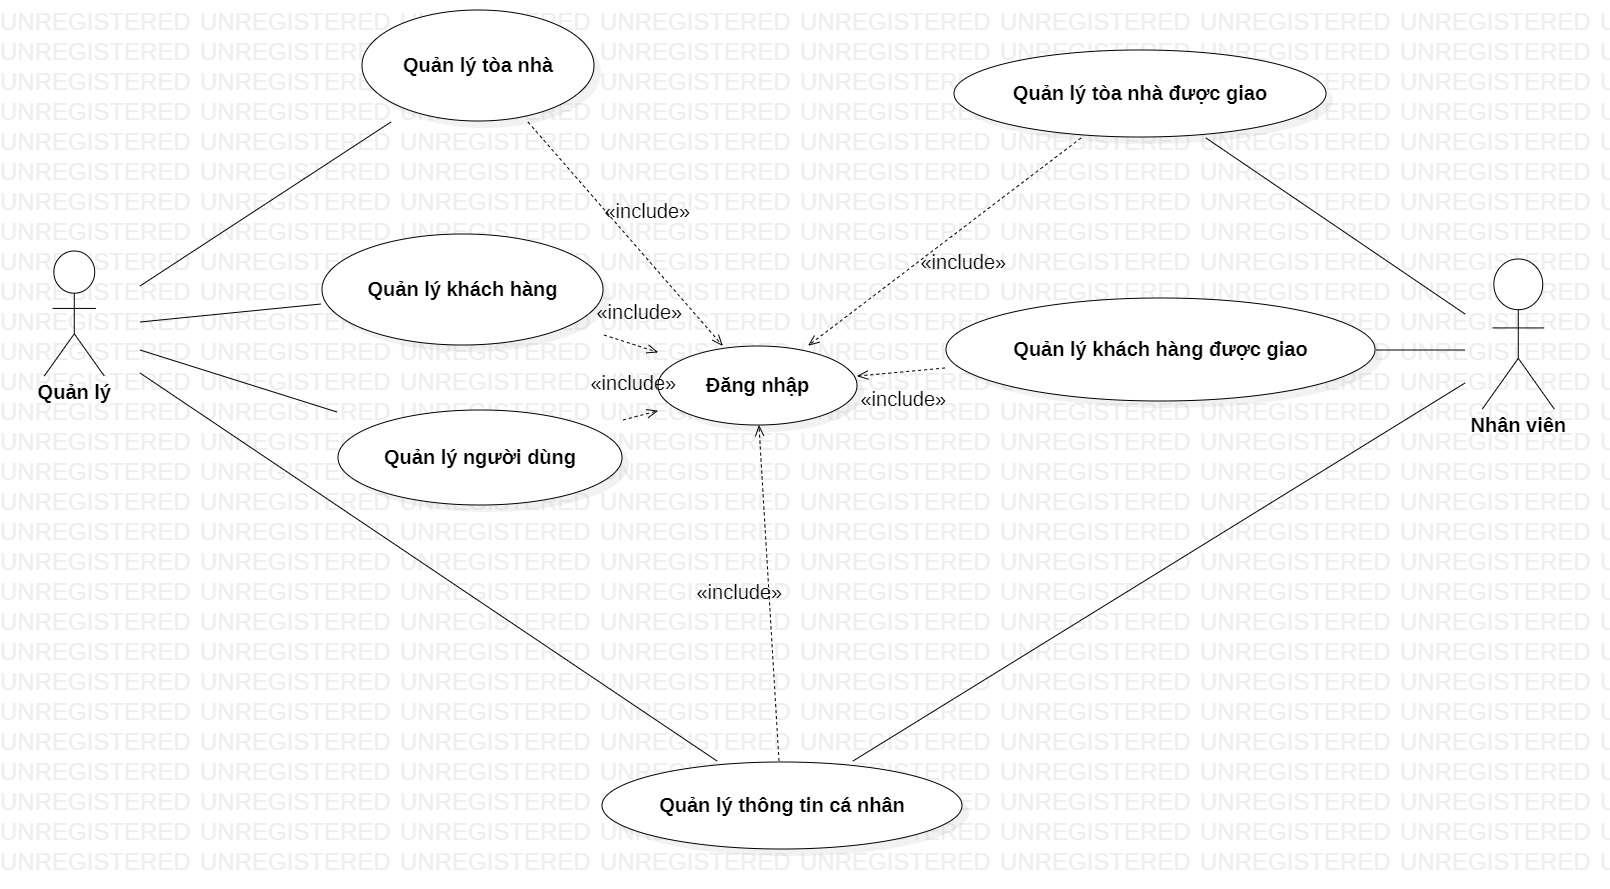 Quản lý tòa nhà
Quản lý tòa nhà được giao
«include»
«include»
Quản lý khách hàng
«include»
Quản lý khách hàng được giao
Quản lý
«include»
Đăng nhập
«include»
Nhân viên
Quản lý người dùng
«include»
Quản lý thông tin cá nhân
UNREGISTERED